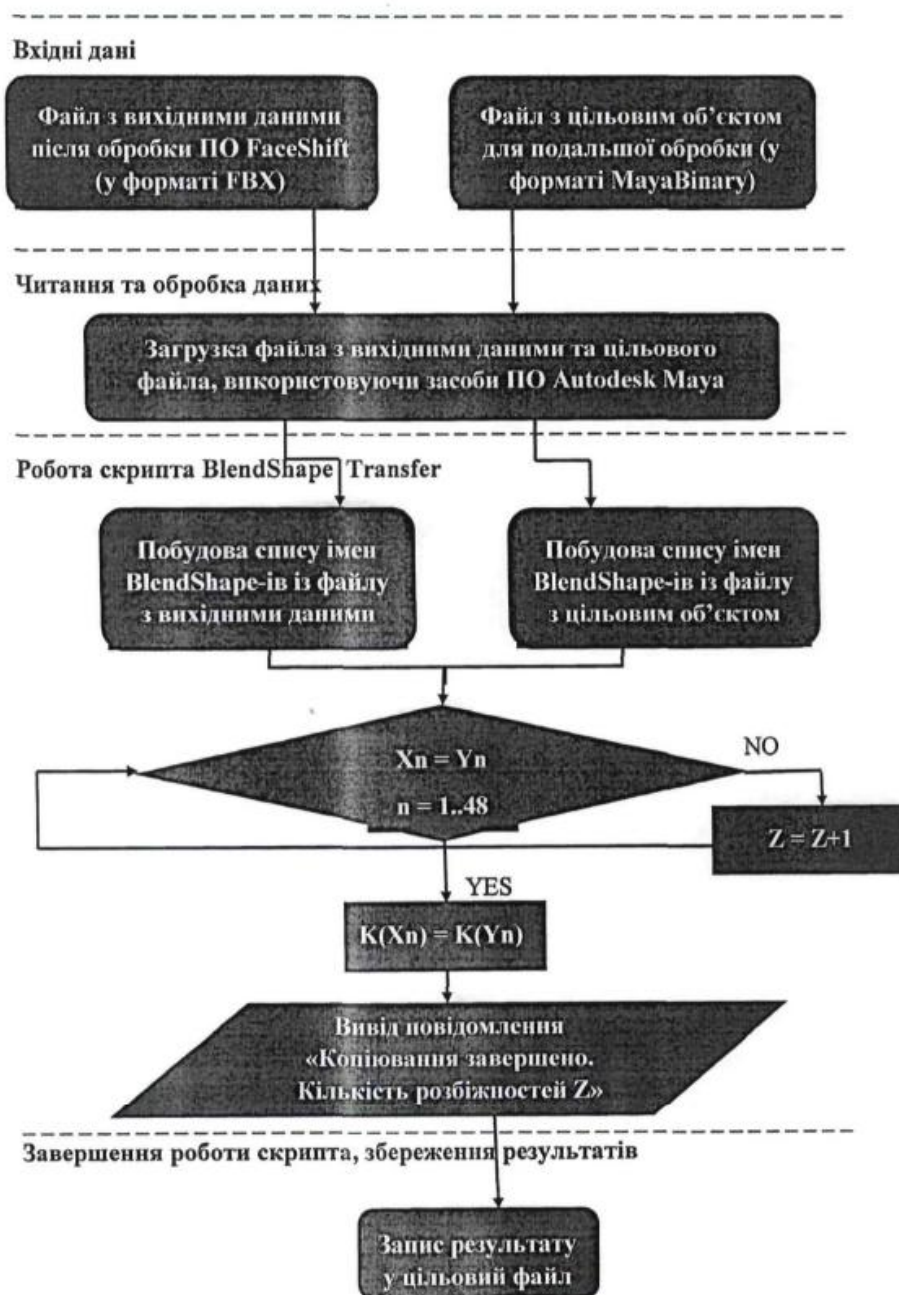 Вхідні дані
Файл з вихідними даними
після обробки ПО FaceShift
(у форматі FBX)
Файл з цільовим об’єктом
для подальшої обробки (у
форматі MayaBinary)
Читання та обробка даних
Загрузка файла з вихідними даними та цільового
файла, використовуючи засоби ПО Autodesk Maya
Робота скрипта BlendShape Transfer
Побудова спису імен
BlendShape-ів із файлу
з вихідними даними
Побудова спису імен
BlendShape-ів із файлу
з цільовим об’єктом
Xn = Yn
n = 1..48
NO
Z = Z+1
YES
K(Xn) = K(Yn)
Вивід повідомлення
«Копіювання завершено.
Кількість розбіжностей Z»
Завершення роботи скрипта, збереження результатів
Запис результату
у цільовий файл